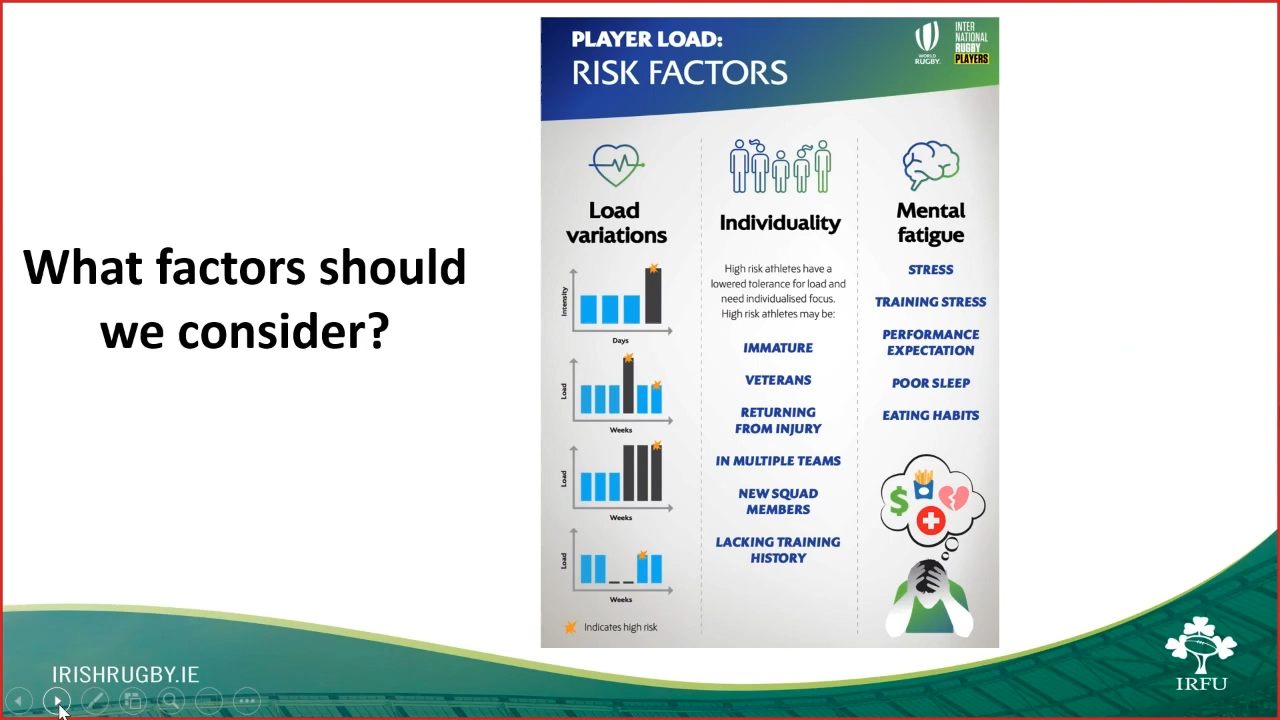 What factors should
we consider?
PLAYER LOAD:
RISK FACTORS
WORLD
RUGBY.
INTER
NATIONAL
RUGBY
PLAYERS
Load
variations
Intensity
Days
Load
Weeks
Load
Weeks
Load
Weeks
Indicates high risk
Individuality
High risk athletes have a
lowered tolerance for load and
need individualised focus.
High risk athletes may be:
IMMATURE
VETERANS
RETURNING
FROM INJURY
IN MULTIPLE TEAMS
NEW SQUAD
MEMBERS
LACKING TRAINING
HISTORY
Mental
fatigue
STRESS
TRAINING STRESS
PERFORMANCE
EXPECTATION
POOR SLEEP
EATING HABITS
$
IRISHRUGBY.IE
IRFU